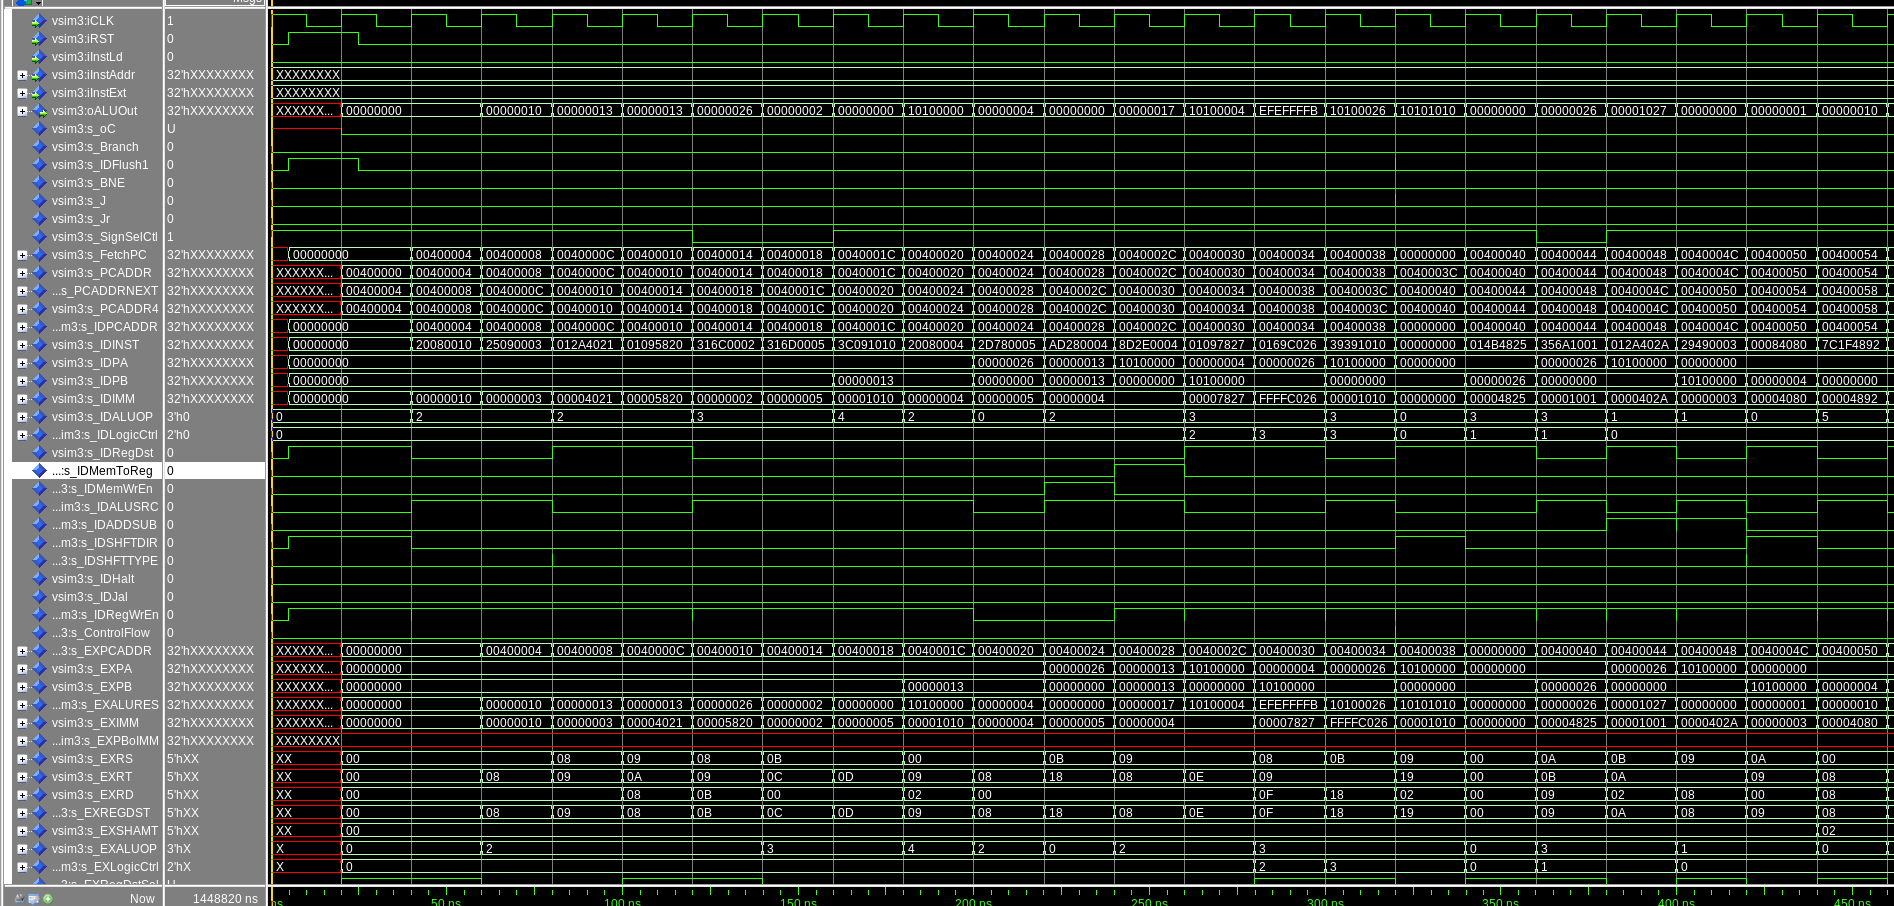 Msgs
vsim3:iCLK 1
vsim3:iRST 0
vsim3:iInstLd 0
vsim3:iInstAddr 32'hXXXXXXXX XXXXXXXX
vsim3:iInstExt 32'hXXXXXXXX XXXXXXXX
vsim3:oALUOut 32'hXXXXXXXX XXXXXX... 00000000 00000010 00000013 00000013 00000026 00000002 00000000 10100000 00000004 00000000 00000017 10100004 EFEFFFFB 10100026 10101010 00000000 00000026 00001027 00000000 00000001 00000010
vsim3:s_oC U
vsim3:s_Branch 0
vsim3:s_IDFlush1 0
vsim3:s_BNE 0
vsim3:s_J 0
vsim3:s_Jr 0
vsim3:s_SignSelCtl 1
vsim3:s_FetchPC 32'hXXXXXXXX 00000000 00400004 00400008 0040000C 00400010 00400014 00400018 0040001C 00400020 00400024 00400028 0040002C 00400030 00400034 00400038 00000000 00400040 00400044 00400048 0040004C 00400050 00400054
vsim3:s_PCADDR 32'hXXXXXXXX XXXXXX... 00400000 00400004 00400008 0040000C 00400010 00400014 00400018 0040001C 00400020 00400024 00400028 0040002C 00400030 00400034 00400038 0040003C 00400040 00400044 00400048 0040004C 00400050 00400054
...s_PCADDRNEXT 32'hXXXXXXXX XXXXXX... 00400004 00400008 0040000C 00400010 00400014 00400018 0040001C 00400020 00400024 00400028 0040002C 00400030 00400034 00400038 0040003C 00400040 00400044 00400048 0040004C 00400050 00400054 00400058
vsim3:s_PCADDR4 32'hXXXXXXXX XXXXXX... 00400004 00400008 0040000C 00400010 00400014 00400018 0040001C 00400020 00400024 00400028 0040002C 00400030 00400034 00400038 0040003C 00400040 00400044 00400048 0040004C 00400050 00400054 00400058
...m3:s_IDPCADDR 32'hXXXXXXXX 00000000 00400004 00400008 0040000C 00400010 00400014 00400018 0040001C 00400020 00400024 00400028 0040002C 00400030 00400034 00400038 00000000 00400040 00400044 00400048 0040004C 00400050 00400054
vsim3:s_IDINST 32'hXXXXXXXX 00000000 20080010 25090003 012A4021 01095820 316C0002 316D0005 3C091010 20080004 2D780005 AD280004 8D2E0004 01097827 0169C026 39391010 00000000 014B4825 356A1001 012A402A 29490003 00084080 7C1F4892
vsim3:s_IDPA 32'hXXXXXXXX 00000000 00000026 00000013 10100000 00000004 00000026 10100000 00000000 00000026 10100000 00000000
vsim3:s_IDPB 32'hXXXXXXXX 00000000 00000013 00000000 00000013 00000000 10100000 00000000 00000026 00000000 10100000 00000004 00000000
vsim3:s_IDIMM 32'hXXXXXXXX 00000000 00000010 00000003 00004021 00005820 00000002 00000005 00001010 00000004 00000005 00000004 00007827 FFFFC026 00001010 00000000 00004825 00001001 0000402A 00000003 00004080 00004892
vsim3:s_IDALUOP 3'h0 0 2 2 3 4 2 0 2 3 3 0 3 3 1 1 0 5
...im3:s_IDLogicCtrl 2'h0 0 2 3 3 0 1 1 0
vsim3:s_IDRegDst 0
...:s_IDMemToReg 0
...3:s_IDMemWrEn 0
...im3:s_IDALUSRC 0
...m3:s_IDADDSUB 0
...m3:s_IDSHFTDIR 0
...3:s_IDSHFTTYPE 0
vsim3:s_IDHalt 0
vsim3:s_IDJal 0
...m3:s_IDRegWrEn 0
...3:s_ControlFlow 0
...3:s_EXPCADDR 32'hXXXXXXXX XXXXXX... 00000000 00400004 00400008 0040000C 00400010 00400014 00400018 0040001C 00400020 00400024 00400028 0040002C 00400030 00400034 00400038 00000000 00400040 00400044 00400048 0040004C 00400050
vsim3:s_EXPA 32'hXXXXXXXX XXXXXX... 00000000 00000026 00000013 10100000 00000004 00000026 10100000 00000000 00000026 10100000 00000000
vsim3:s_EXPB 32'hXXXXXXXX XXXXXX... 00000000 00000013 00000000 00000013 00000000 10100000 00000000 00000026 00000000 10100000 00000004
...m3:s_EXALURES 32'hXXXXXXXX XXXXXX... 00000000 00000010 00000013 00000013 00000026 00000002 00000000 10100000 00000004 00000000 00000017 10100004 EFEFFFFB 10100026 10101010 00000000 00000026 00001027 00000000 00000001 00000010
vsim3:s_EXIMM 32'hXXXXXXXX XXXXXX... 00000000 00000010 00000003 00004021 00005820 00000002 00000005 00001010 00000004 00000005 00000004 00007827 FFFFC026 00001010 00000000 00004825 00001001 0000402A 00000003 00004080
...im3:s_EXPBoIMM 32'hXXXXXXXX XXXXXXXX
vsim3:s_EXRS 5'hXX XX 00 08 09 08 0B 00 0B 09 08 0B 09 00 0A 0B 09 0A 00
vsim3:s_EXRT 5'hXX XX 00 08 09 0A 09 0C 0D 09 08 18 08 0E 09 19 00 0B 0A 09 08
vsim3:s_EXRD 5'hXX XX 00 08 0B 00 02 00 0F 18 02 00 09 02 08 00 08
...3:s_EXREGDST 5'hXX XX 00 08 09 08 0B 0C 0D 09 08 18 08 0E 0F 18 19 00 09 0A 08 09 08
vsim3:s_EXSHAMT 5'hXX XX 00 02
vsim3:s_EXALUOP 3'hX X 0 2 3 4 2 0 2 3 0 3 1 0
...m3:s_EXLogicCtrl 2'hX X 0 2 3 0 1 0
Now 1448820 ns ns 50 ns 100 ns 150 ns 200 ns 250 ns 300 ns 350 ns 400 ns 450 ns